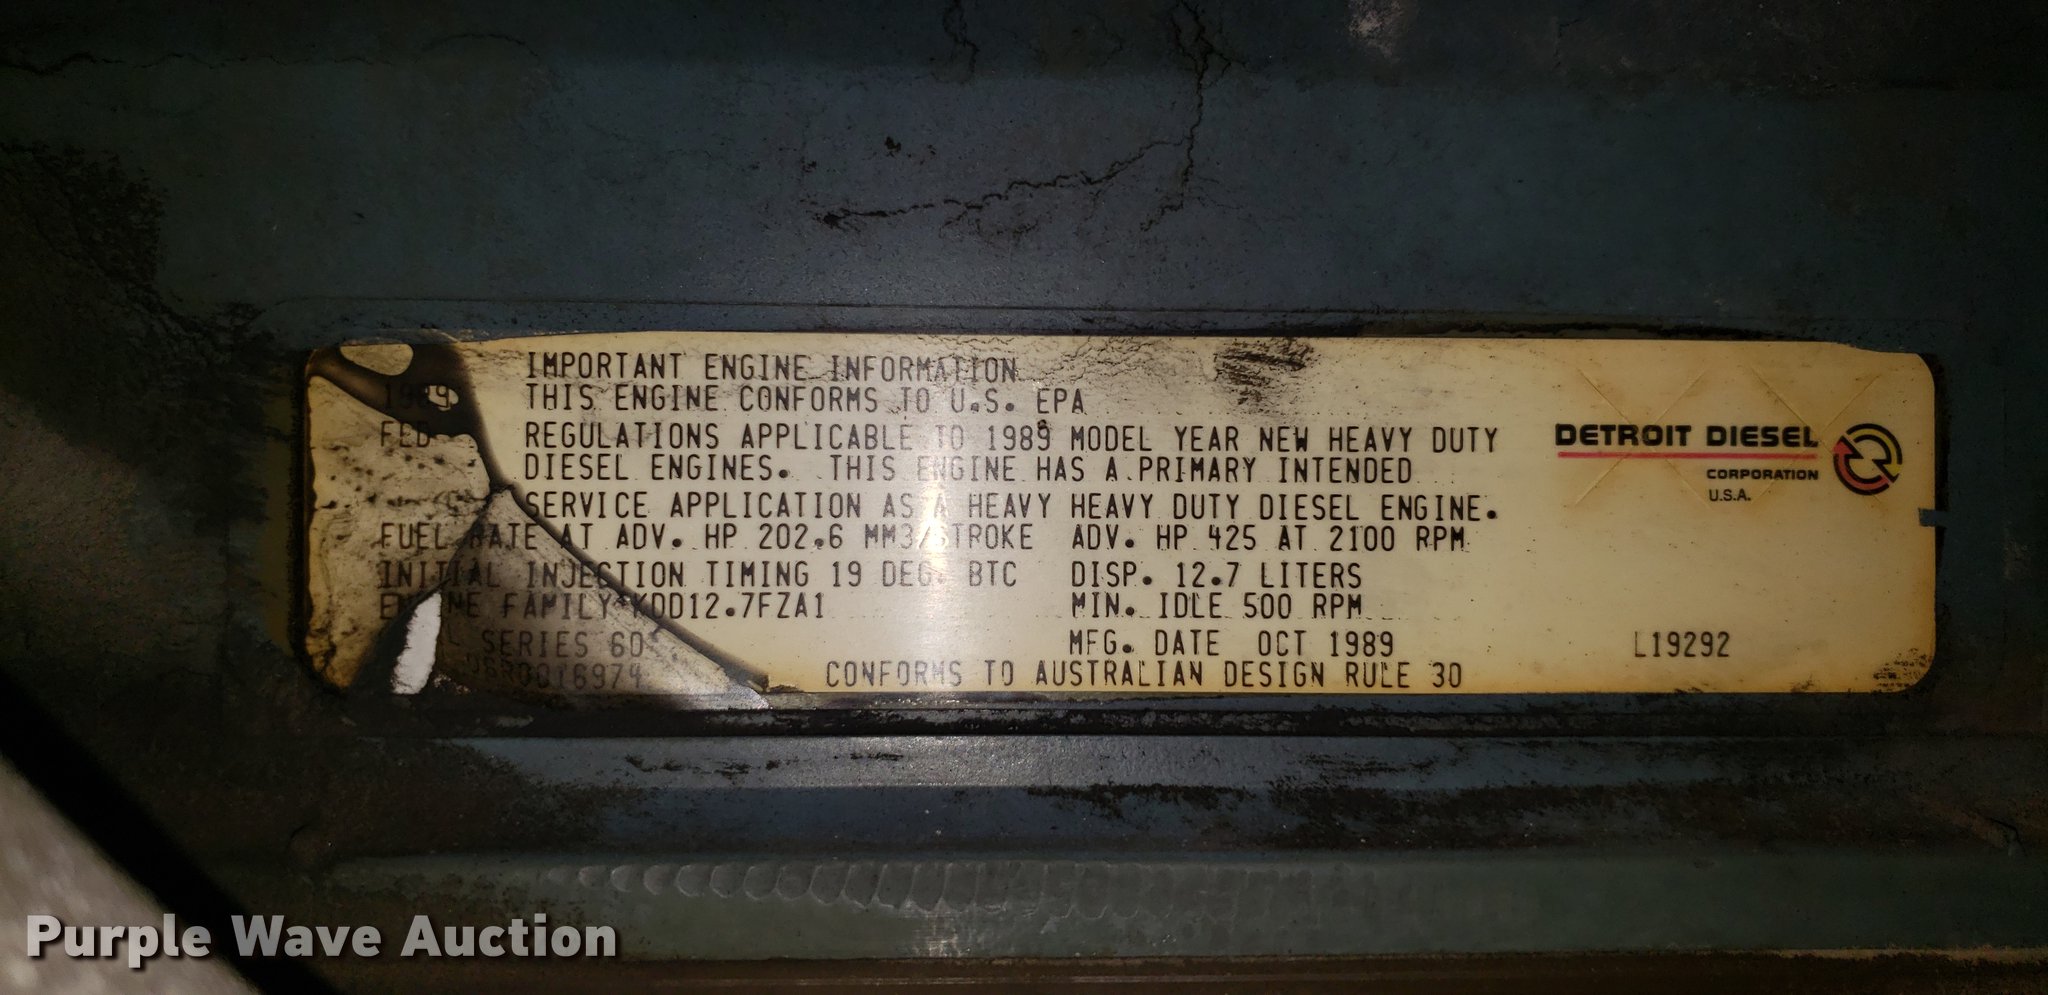 IMPORTANT ENGINE INFORMATION
1989 THIS ENGINE CONFORMS TO U.S. EPA
FED REGULATIONS APPLICABLE TO 1989 MODEL YEAR NEW HEAVY DUTY
DIESEL ENGINES. THIS ENGINE HAS A PRIMARY INTENDED
SERVICE APPLICATION AS A HEAVY HEAVY DUTY DIESEL ENGINE.
FUEL RATE AT ADV. HP 202.6 MM3/STROKE ADV. HP 425 AT 2100 RPM
INITIAL INJECTION TIMING 19 DEG. BTC DISP. 12.7 LITERS
ENGINE FAMILY KDD12.7FZA1 MIN. IDLE 500 RPM
SERIES 60 MFG. DATE OCT 1989 L19292
CONFORMS TO AUSTRALIAN DESIGN RULE 30
DETROIT DIESEL
CORPORATION
U.S.A.
Purple Wave Auction